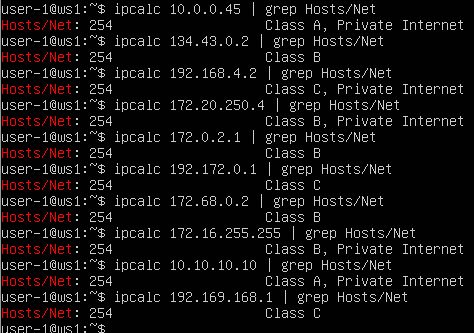 user-1@ws1:~$ ipcalc 10.0.0.45 | grep Hosts/Net
Hosts/Net: 254                   Class A, Private Internet
user-1@ws1:~$ ipcalc 134.43.0.2 | grep Hosts/Net
Hosts/Net: 254                   Class B
user-1@ws1:~$ ipcalc 192.168.4.2 | grep Hosts/Net
Hosts/Net: 254                   Class C, Private Internet
user-1@ws1:~$ ipcalc 172.20.250.4 | grep Hosts/Net
Hosts/Net: 254                   Class B, Private Internet
user-1@ws1:~$ ipcalc 172.0.2.1 | grep Hosts/Net
Hosts/Net: 254                   Class B
user-1@ws1:~$ ipcalc 192.172.0.1 | grep Hosts/Net
Hosts/Net: 254                   Class C
user-1@ws1:~$ ipcalc 172.68.0.2 | grep Hosts/Net
Hosts/Net: 254                   Class B
user-1@ws1:~$ ipcalc 172.16.255.255 | grep Hosts/Net
Hosts/Net: 254                   Class B, Private Internet
user-1@ws1:~$ ipcalc 10.10.10.10 | grep Hosts/Net
Hosts/Net: 254                   Class A, Private Internet
user-1@ws1:~$ ipcalc 192.169.168.1 | grep Hosts/Net
Hosts/Net: 254                   Class C
user-1@ws1:~$